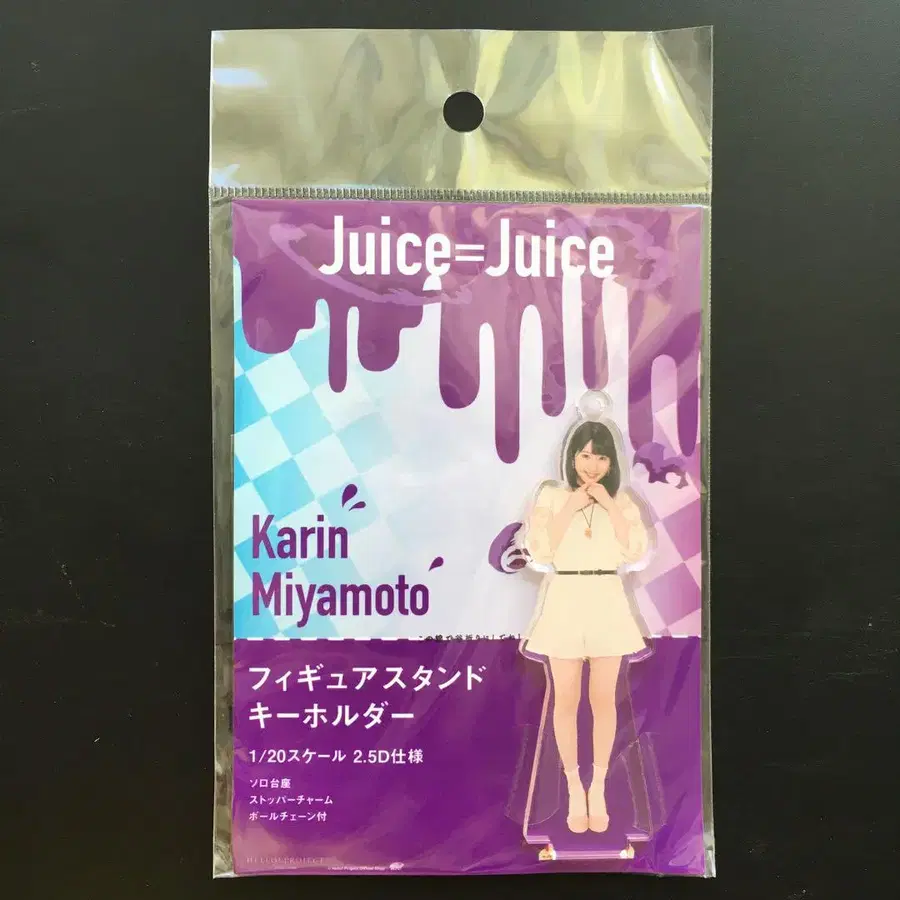 Juice=Juice
Karin
Miyamoto
フィギュアスタンド
キーホルダー
1/20スケール 2.5D仕様
ソロ台座
ストッパーチャーム
ボールチェーン付
HELLO! PROJECT